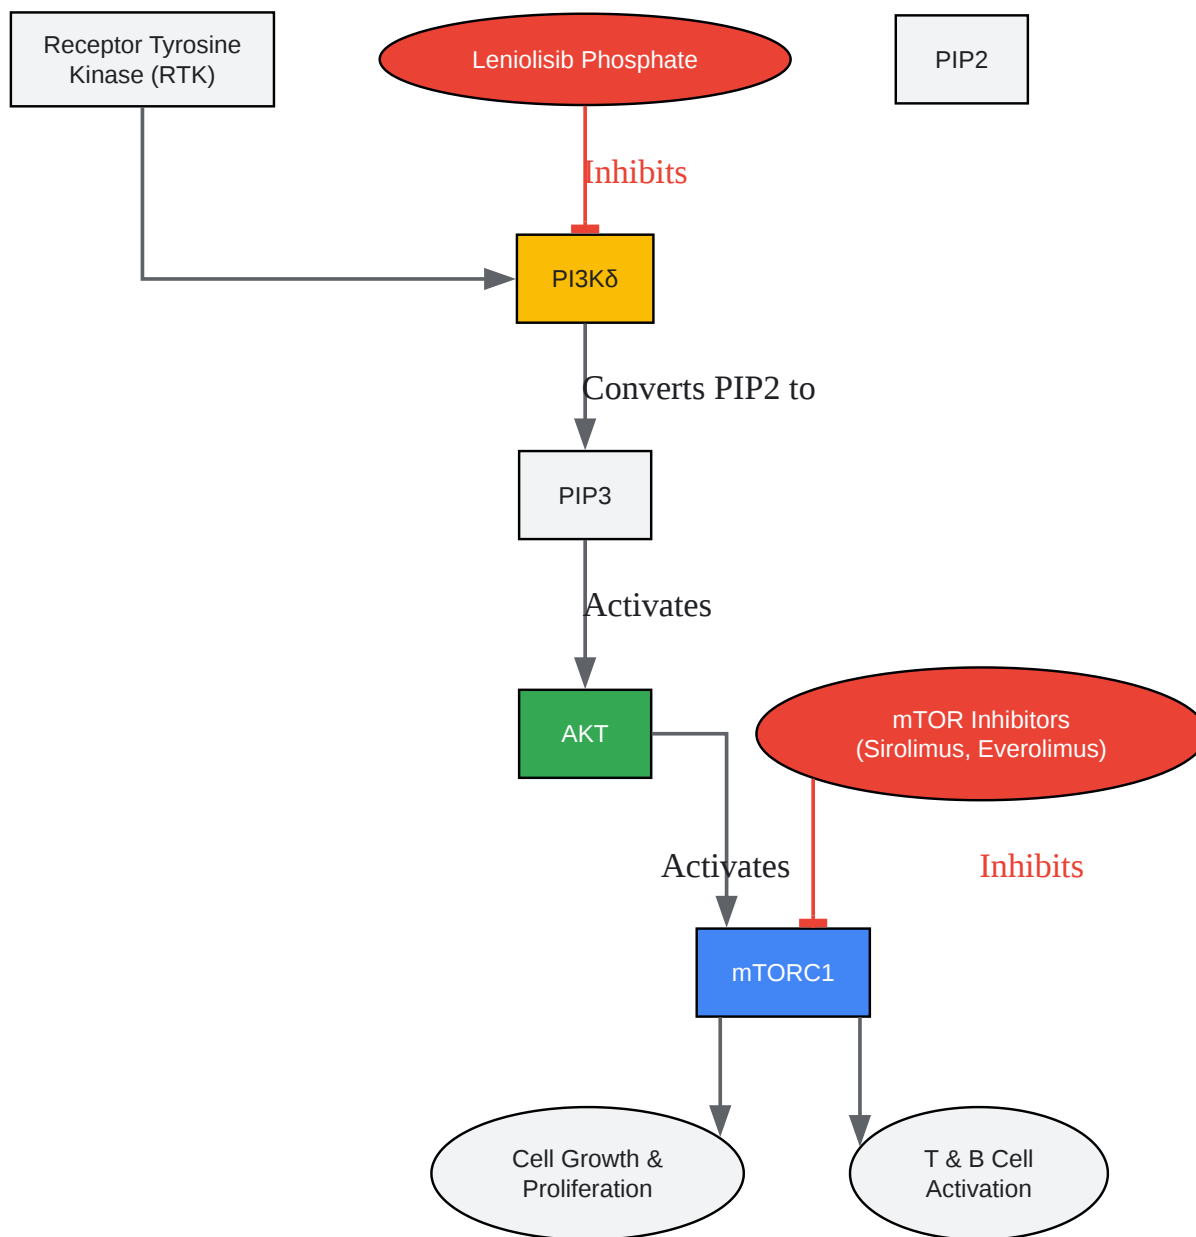 Receptor Tyrosine
Kinase (RTK)
Leniolisib Phosphate
PIP2
Inhibits
PI3Kδ
Converts PIP2 to
PIP3
Activates
AKT
mTOR Inhibitors
(Sirolimus, Everolimus)
Activates
Inhibits
mTORC1
Cell Growth &
Proliferation
T & B Cell
Activation